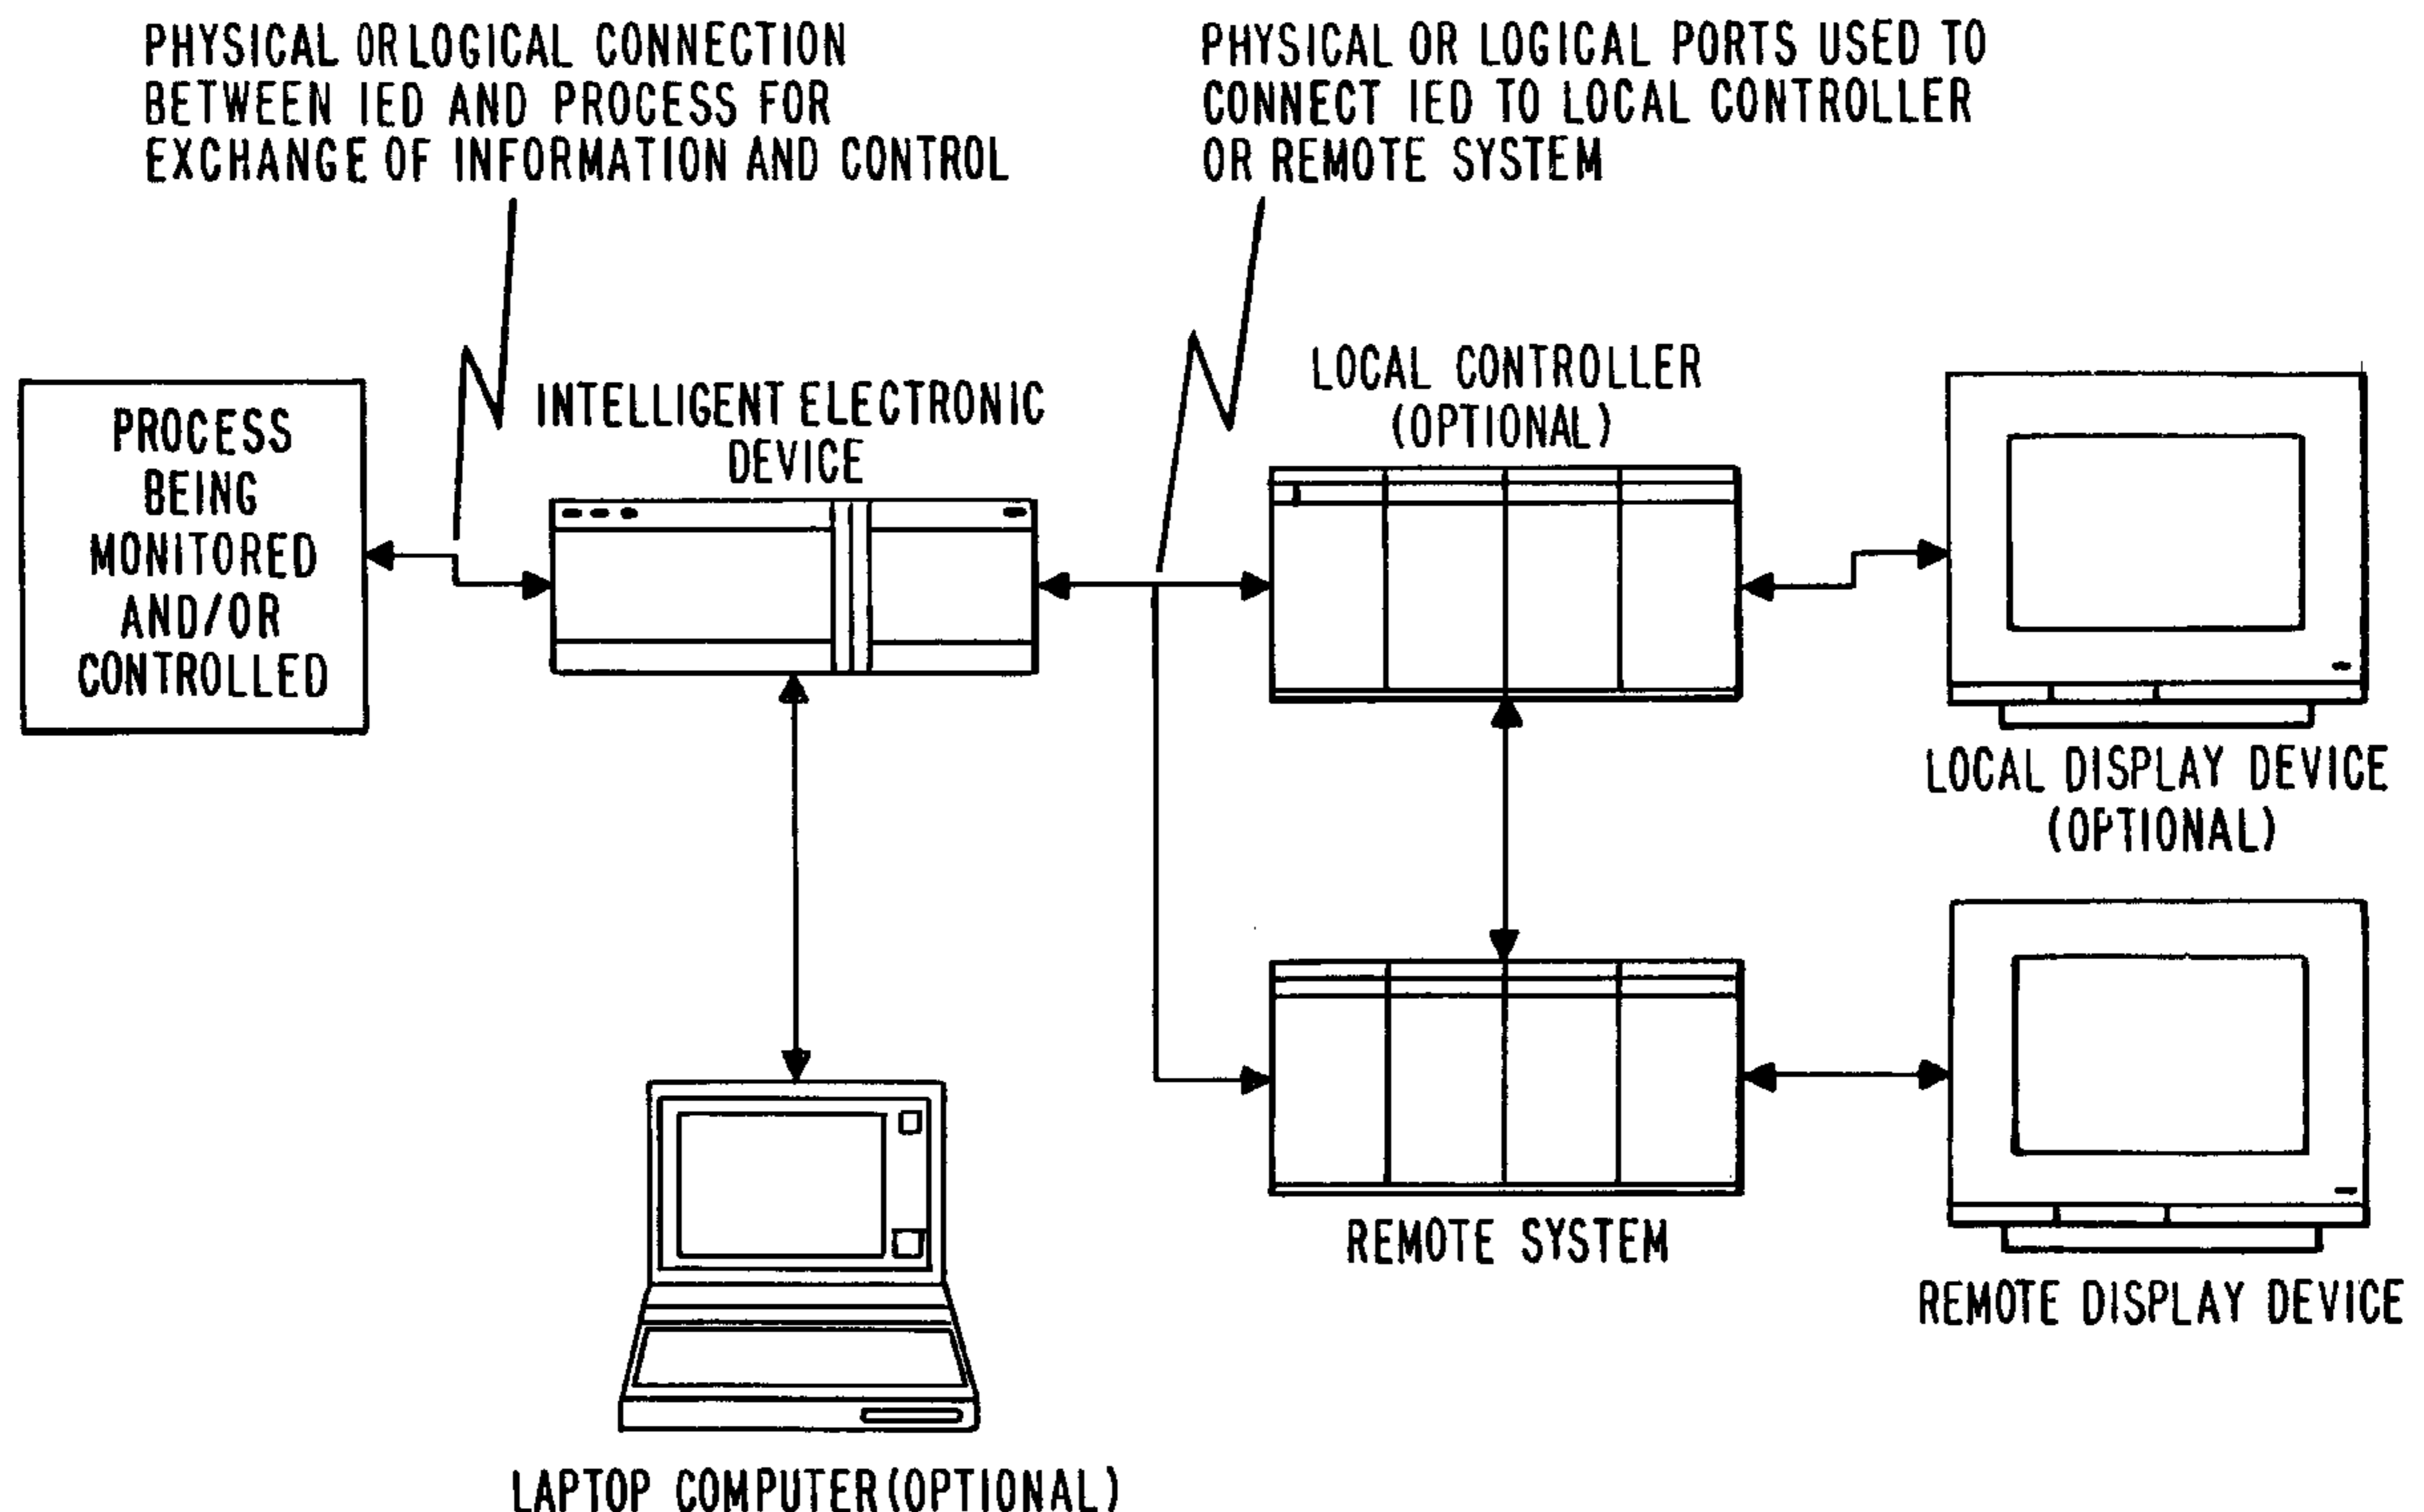 PHYSICAL OR LOGICAL CONNECTION
BETWEEN IED AND PROCESS FOR
EXCHANGE OF INFORMATION AND CONTROL
PHYSICAL OR LOGICAL PORTS USED TO
CONNECT IED TO LOCAL CONTROLLER
OR REMOTE SYSTEM
PROCESS
BEING
MONITORED
AND/OR
CONTROLLED
INTELLIGENT ELECTRONIC
DEVICE
LOCAL CONTROLLER
(OPTIONAL)
LOCAL DISPLAY DEVICE
(OPTIONAL)
REMOTE SYSTEM
REMOTE DISPLAY DEVICE
LAPTOP COMPUTER (OPTIONAL)